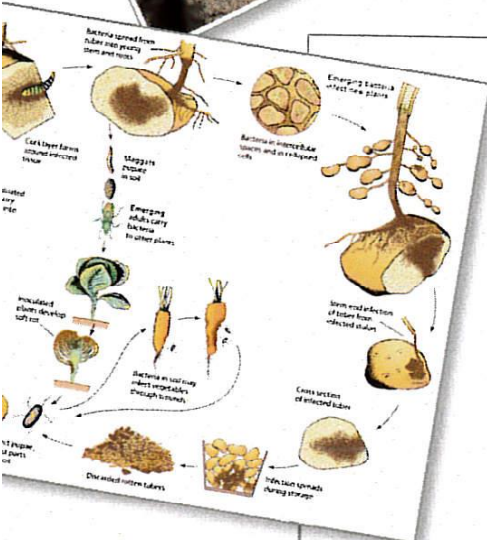 Bacteria spread from
tuber into young
stem and roots
Emerging bacteria
infect new plants
Cork layer forms
around infected
tissue
Maggots
pupate
in soil
Bacteria in intercellular
spaces and in collapsed
cells
Emerging
adults carry
bacteria
to other plants
Inoculated
plants develop
soft rot
Stem end infection
of tuber from
infected stolon
Bacteria in soil may
infect vegetables
through wounds
Cross section
of infected tuber
Discarded rotten tubers
Infection spreads
during storage